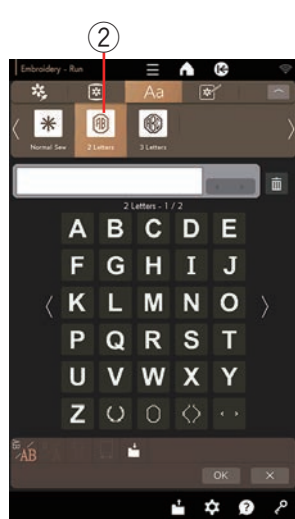 2
Embroidery - Run
Aa
Normal Sew
2 Letters
3 Letters
2 Letters - 1 / 2
A B C D E
F G H I J
K L M N O
P Q R S T
U V W X Y
Z
AB
OK